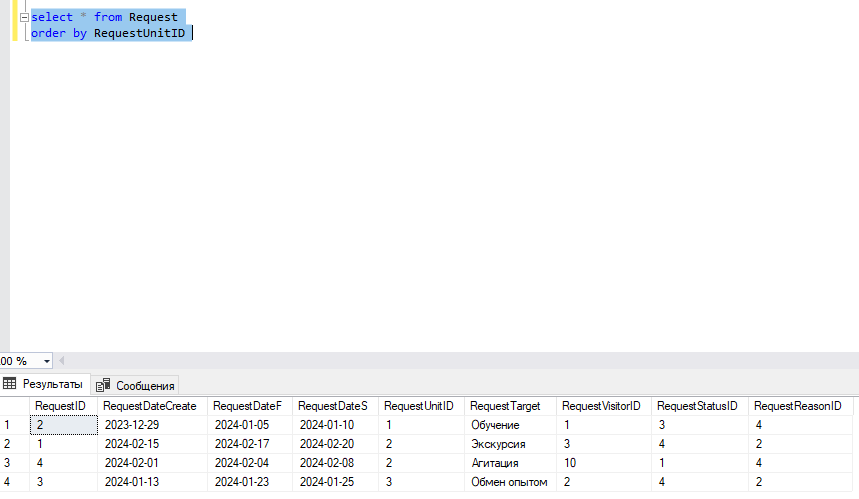 select * from Request
order by RequestUnitID
00 %
Результаты Сообщения
RequestID RequestDateCreate RequestDateF RequestDateS RequestUnitID RequestTarget RequestVisitorID RequestStatusID RequestReasonID
1 2 2023-12-29 2024-01-05 2024-01-10 1 Обучение 1 3 4
2 1 2024-02-15 2024-02-17 2024-02-20 2 Экскурсия 3 4 2
3 4 2024-02-01 2024-02-04 2024-02-08 2 Агитация 10 1 4
4 3 2024-01-13 2024-01-23 2024-01-25 3 Обмен опытом 2 4 2